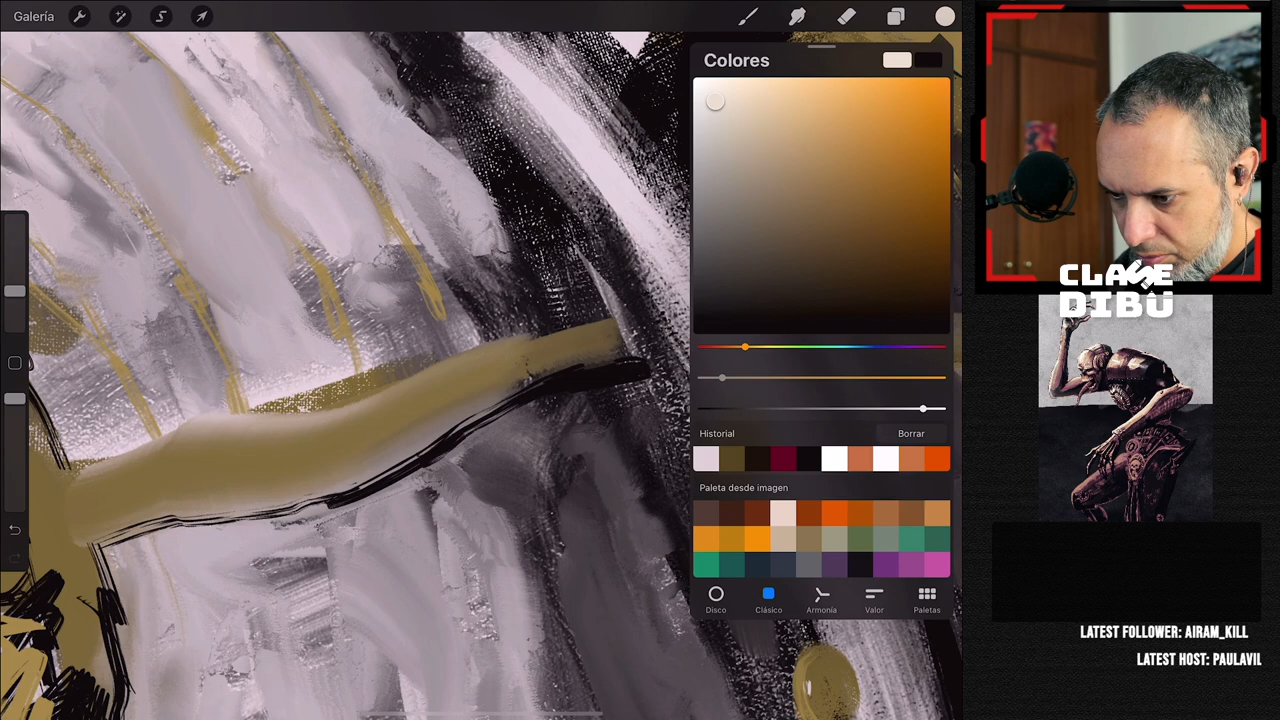 Galería
Colores
Historial
Borrar
Paleta desde imagen
Disco
Clásico
Armonía
Valor
Paletas
CLASE
DIBU
LATEST FOLLOWER: AIRAM_KILL
LATEST HOST: PAULAVIL